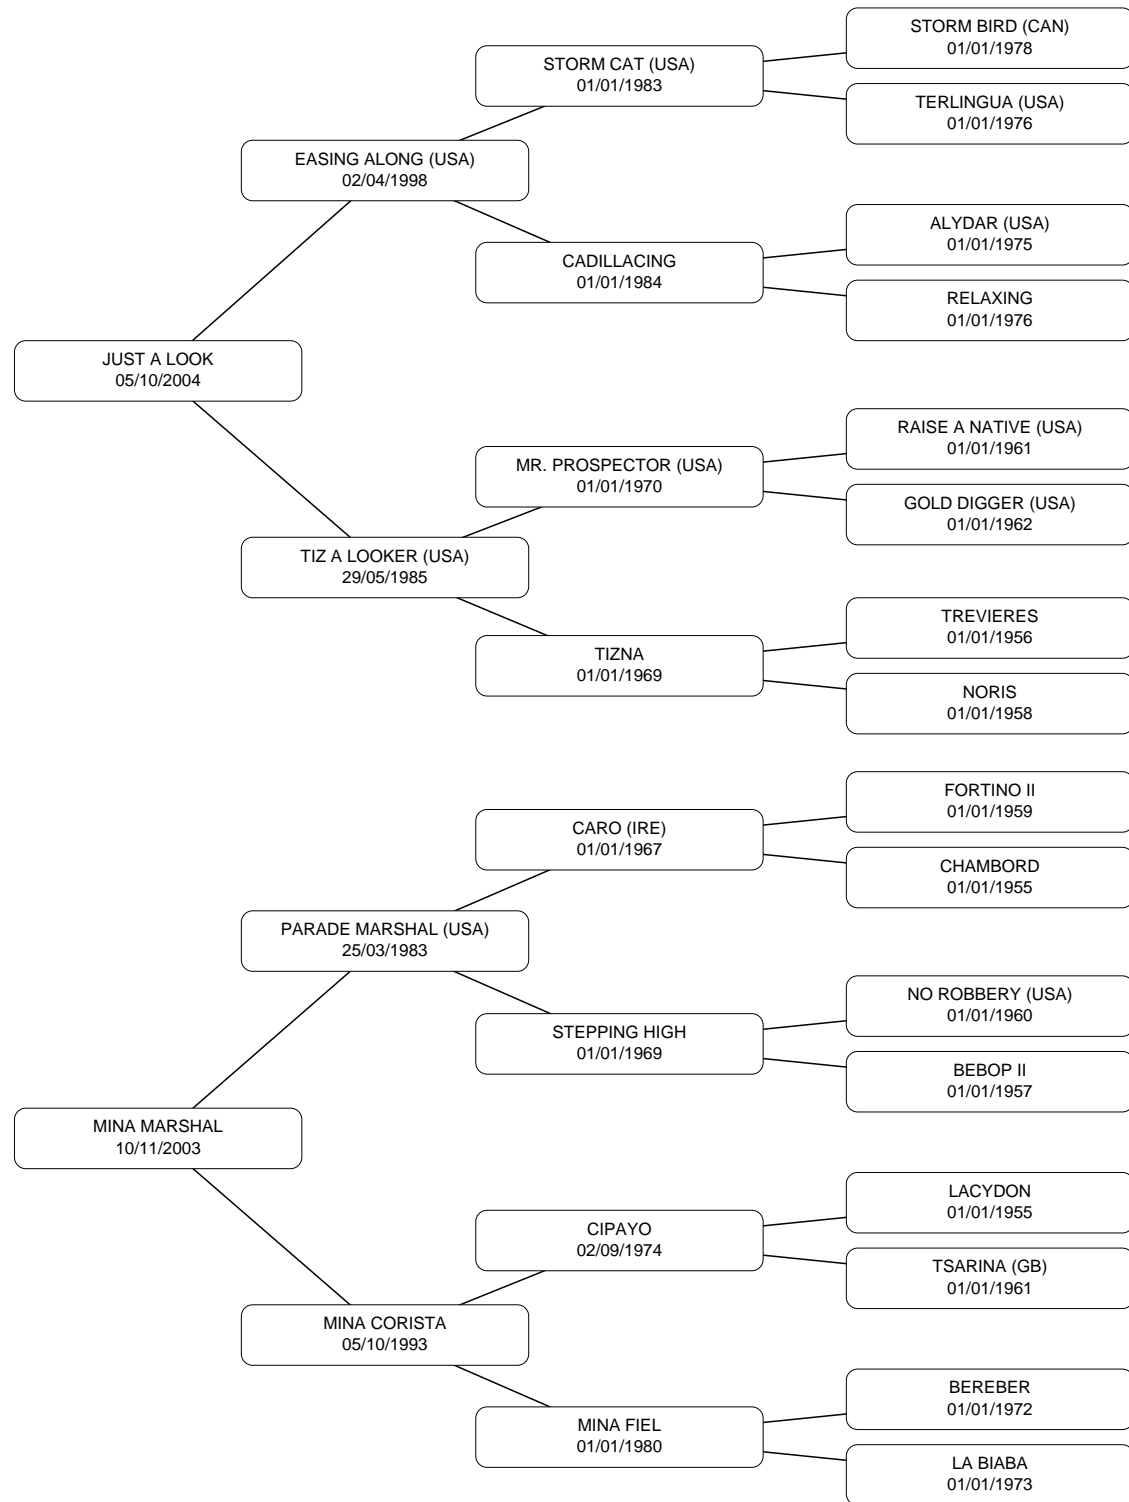 STORM BIRD (CAN)
01/01/1978
STORM CAT (USA)
01/01/1983
TERLINGUA (USA)
01/01/1976
EASING ALONG (USA)
02/04/1998
ALYDAR (USA)
01/01/1975
CADILLACING
01/01/1984
RELAXING
01/01/1976
JUST A LOOK
05/10/2004
RAISE A NATIVE (USA)
01/01/1961
MR. PROSPECTOR (USA)
01/01/1970
GOLD DIGGER (USA)
01/01/1962
TIZ A LOOKER (USA)
29/05/1985
TREVIERES
01/01/1956
TIZNA
01/01/1969
NORIS
01/01/1958
FORTINO II
01/01/1959
CARO (IRE)
01/01/1967
CHAMBORD
01/01/1955
PARADE MARSHAL (USA)
25/03/1983
NO ROBBERY (USA)
01/01/1960
STEPPING HIGH
01/01/1969
BEBOP II
01/01/1957
MINA MARSHAL
10/11/2003
LACYDON
01/01/1955
CIPAYO
02/09/1974
TSARINA (GB)
01/01/1961
MINA CORISTA
05/10/1993
BEREBER
01/01/1972
MINA FIEL
01/01/1980
LA BIABA
01/01/1973